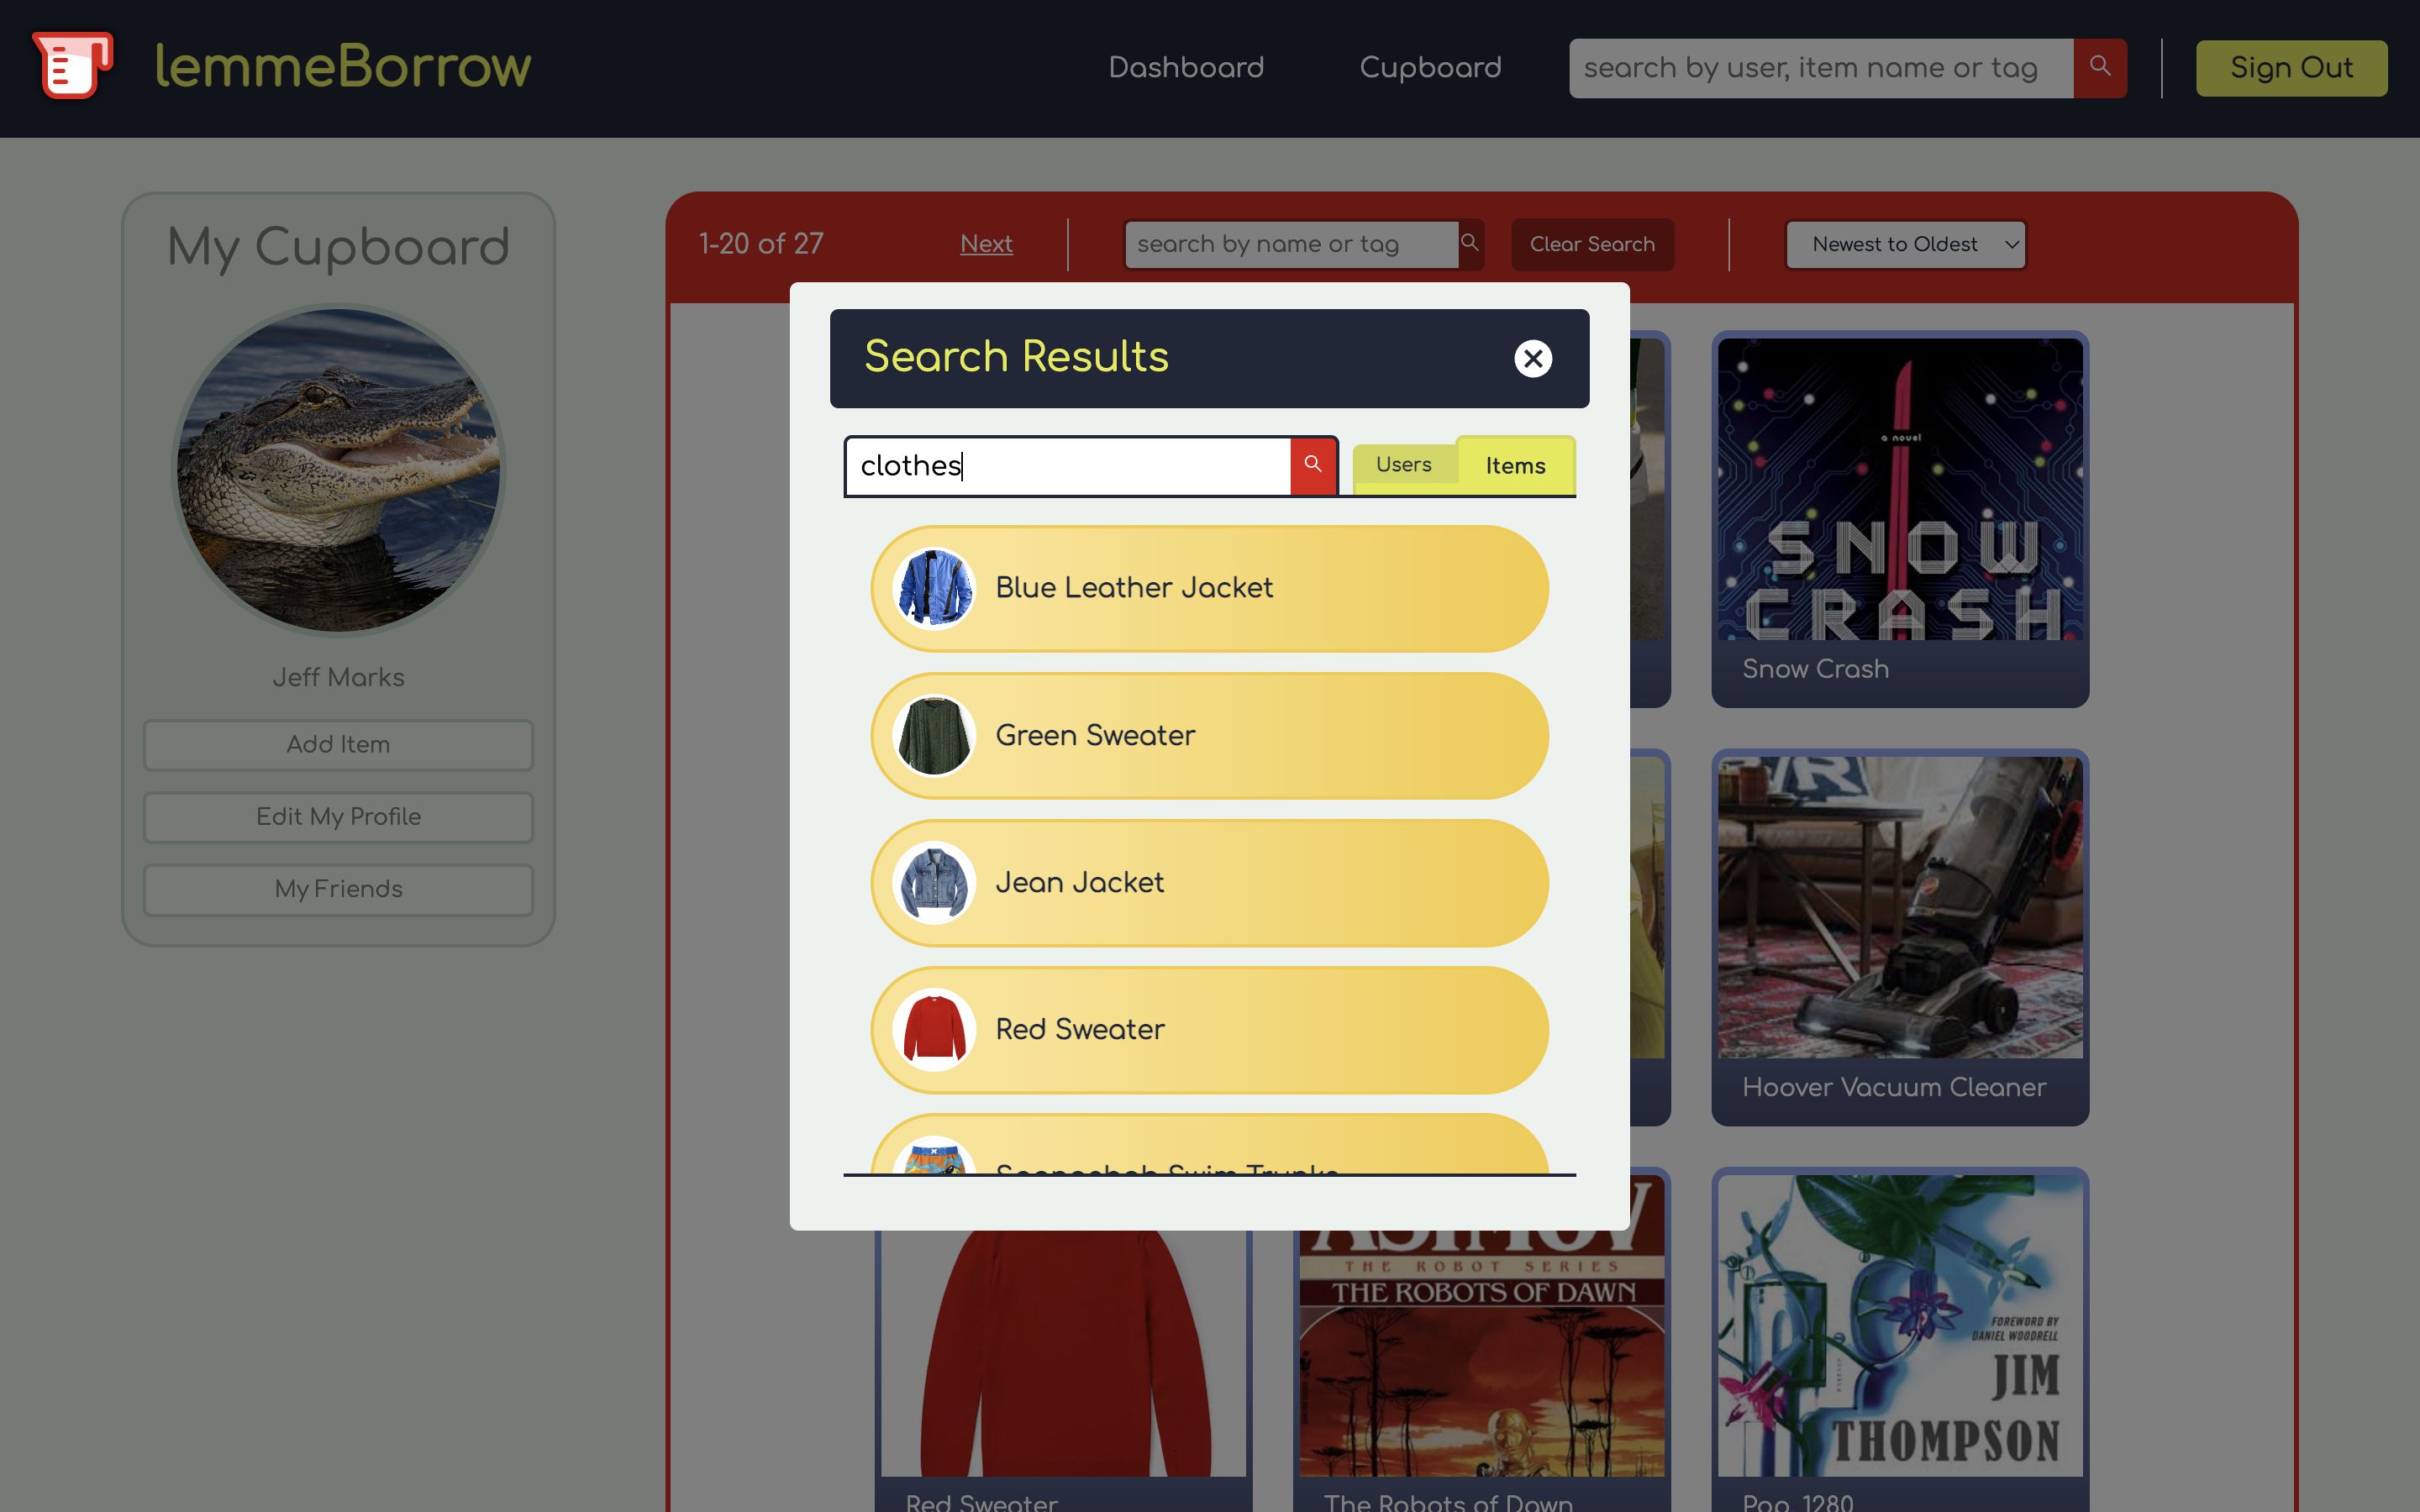 lemmeBorrow
Dashboard
Cupboard
search by user, item name or tag
Sign Out
My Cupboard
Jeff Marks
Add Item
Edit My Profile
My Friends
1-20 of 27
Next
search by name or tag
Clear Search
Newest to Oldest
Search Results
clothes
Users
Items
Blue Leather Jacket
Green Sweater
Jean Jacket
Red Sweater
Swim Trunks
a novel
SNOW
CRASH
Snow Crash
Hoover Vacuum Cleaner
Red Sweater
ASIMOV
THE ROBOT SERIES
THE ROBOTS OF DAWN
The Robots of Dawn
FOREWORD BY
DANIEL WOODRELL
JIM
THOMPSON
Pop. 1280